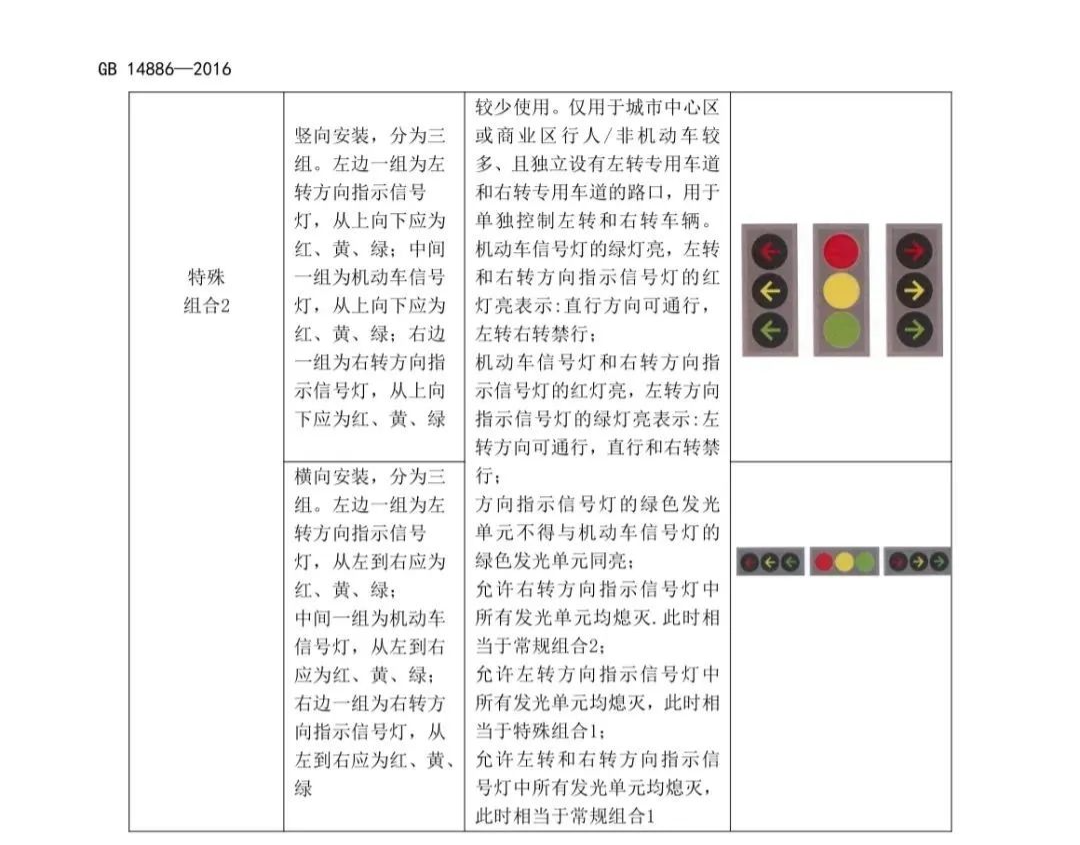 GB 14886—2016
特殊
组合2
竖向安装，分为三
组。左边一组为左
转方向指示信号
灯，从上向下应为
红、黄、绿；中间
一组为机动车信号
灯，从上向下应为
红、黄、绿；右边
一组为右转方向指
示信号灯，从上向
下应为红、黄、绿
横向安装，分为三
组。左边一组为左
转方向指示信号
灯，从左到右应为
红、黄、绿；
中间一组为机动车
信号灯，从左到右
应为红、黄、绿；
右边一组为右转方
向指示信号灯，从
左到右应为红、黄、
绿
较少使用。仅用于城市中心区
或商业区行人/非机动车较
多、且独立设有左转专用车道
和右转专用车道的路口，用于
单独控制左转和右转车辆。
机动车信号灯的绿灯亮，左转
和右转方向指示信号灯的红
灯亮表示:直行方向可通行，
左转右转禁行；
机动车信号灯和右转方向指
示信号灯的红灯亮，左转方向
指示信号灯的绿灯亮表示:左
转方向可通行，直行和右转禁
行；
方向指示信号灯的绿色发光
单元不得与机动车信号灯的
绿色发光单元同亮；
允许右转方向指示信号灯中
所有发光单元均熄灭.此时相
当于常规组合2；
允许左转方向指示信号灯中
所有发光单元均熄灭，此时相
当于特殊组合1；
允许左转和右转方向指示信
号灯中所有发光单元均熄灭，
此时相当于常规组合1